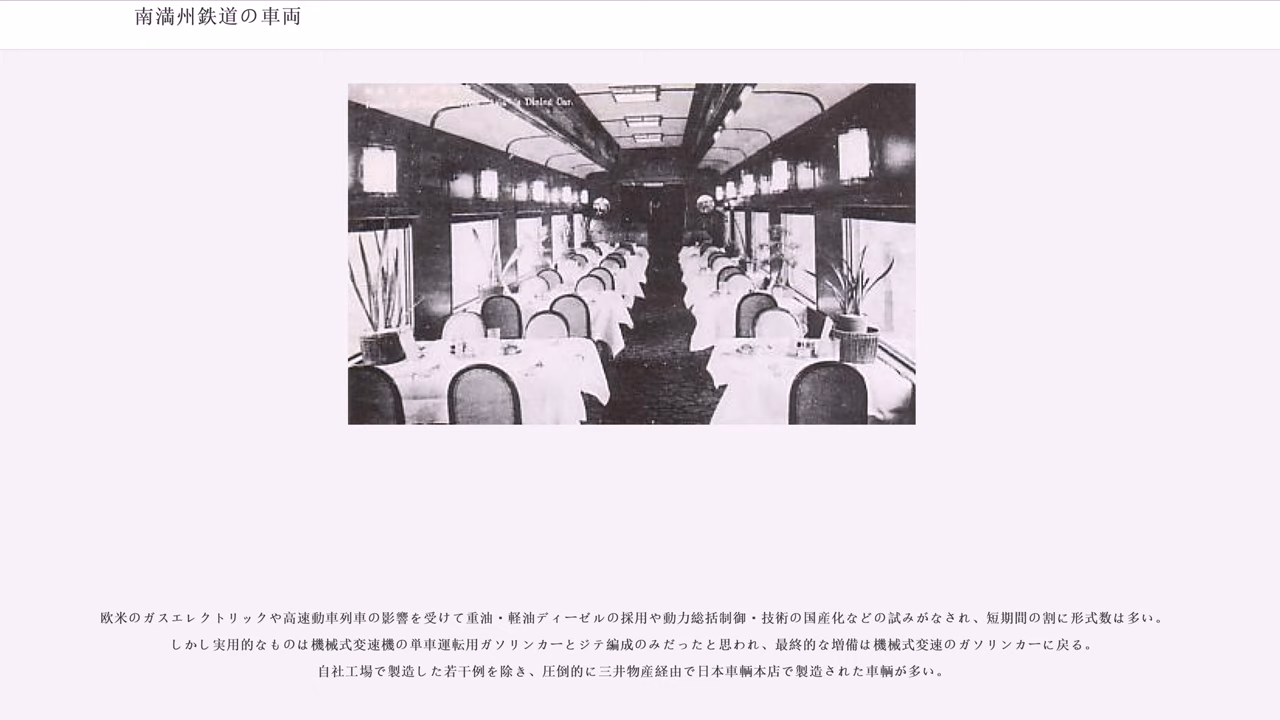 南満州鉄道の車両
Dining Car.
欧米のガスエレクトリックや高速動車列車の影響を受けて重油・軽油ディーゼルの採用や動力総括制御・技術の国産化などの試みがなされ、短期間の割に形式数は多い。
しかし実用的なものは機械式変速機の単車運転用ガソリンカーとジテ編成のみだったと思われ、最終的な増備は機械式変速のガソリンカーに戻る。
自社工場で製造した若干例を除き、圧倒的に三井物産経由で日本車輌本店で製造された車輌が多い。